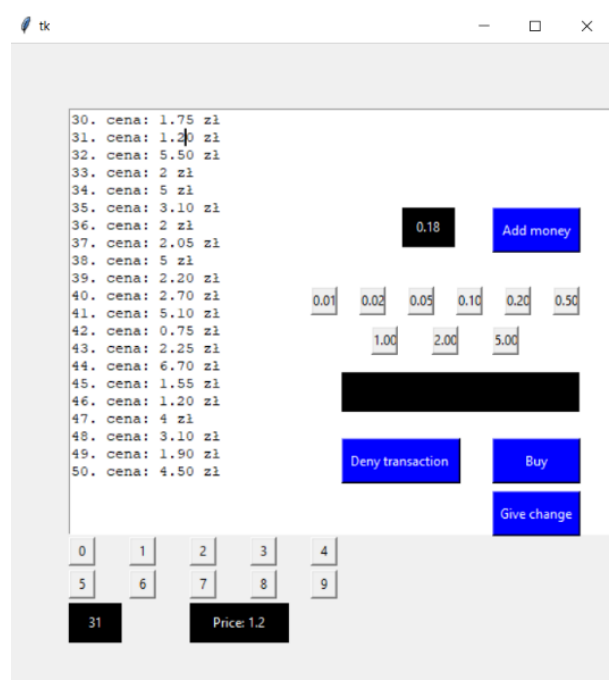 tk
30. cena: 1.75 zł
31. cena: 1.20 zł
32. cena: 5.50 zł
33. cena: 2 zł
34. cena: 5 zł
35. cena: 3.10 zł
36. cena: 2 zł
37. cena: 2.05 zł
38. cena: 5 zł
39. cena: 2.20 zł
40. cena: 2.70 zł
41. cena: 5.10 zł
42. cena: 0.75 zł
43. cena: 2.25 zł
44. cena: 6.70 zł
45. cena: 1.55 zł
46. cena: 1.20 zł
47. cena: 4 zł
48. cena: 3.10 zł
49. cena: 1.90 zł
50. cena: 4.50 zł
0.18 Add money
0.01 0.02 0.05 0.10 0.20 0.50
1.00 2.00 5.00
Deny transaction Buy
Give change
0 1 2 3 4
5 6 7 8 9
31 Price: 1.2